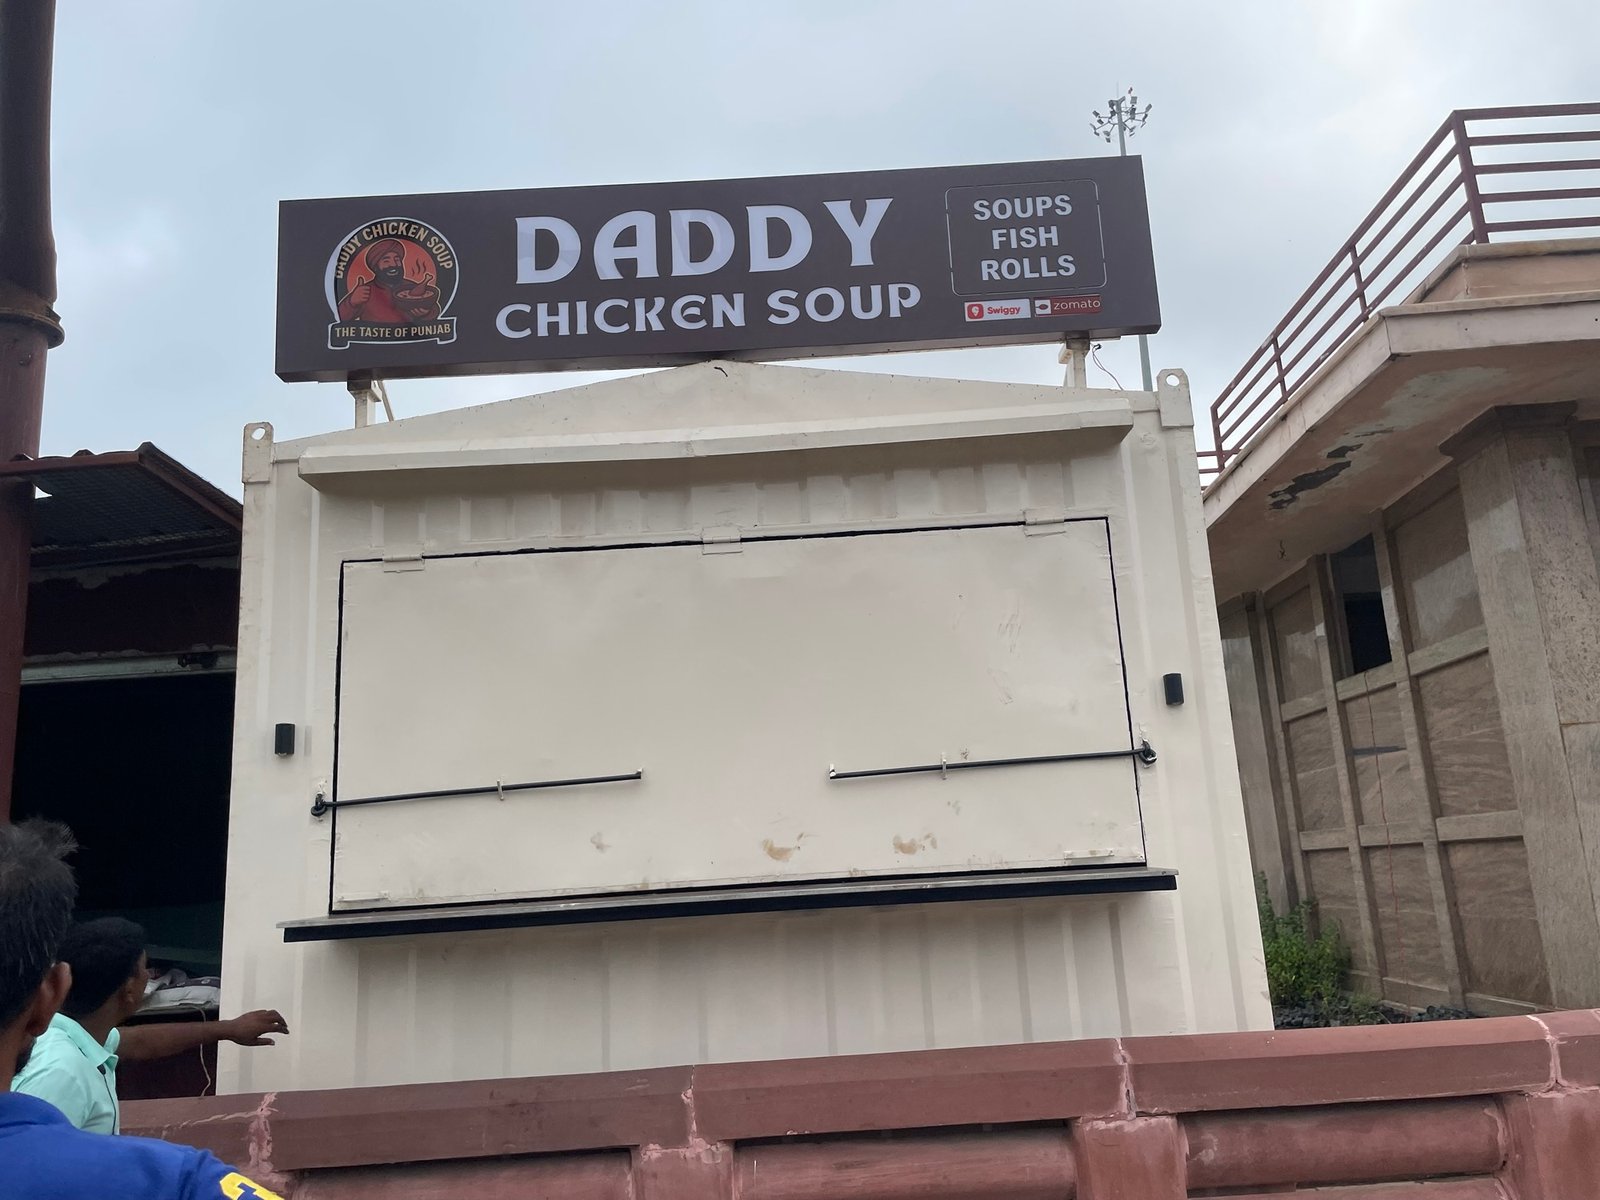 DADDY CHICKEN SOUP
THE TASTE OF PUNJAB
DADDY
CHICKEN SOUP
SOUPS
FISH
ROLLS
Swiggy
zomato